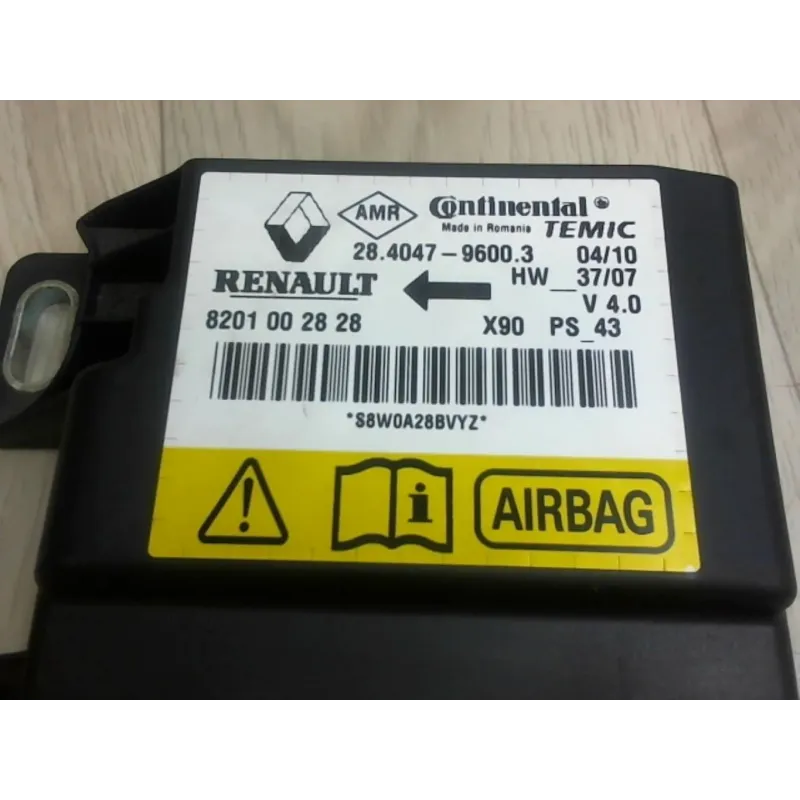 AMR Continental
Made in Romania TEMIC
28.4047-9600.3 04/10
RENAULT HW__37/07
V 4.0
8201 00 28 28 X90 PS_43
*S8W0A28BVYZ*
AIRBAG